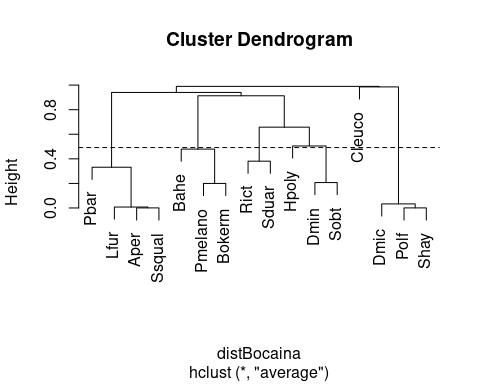 Cluster Dendrogram
Height
0.8
0.4
0.0
Pbar
Lfur
Aper
Ssqual
Bahe
Pmelano
Bokerm
Rict
Sduar
Hpoly
Dmin
Sobt
Cleuco
Dmic
Polf
Shay
distBocaina
hclust (*, "average")